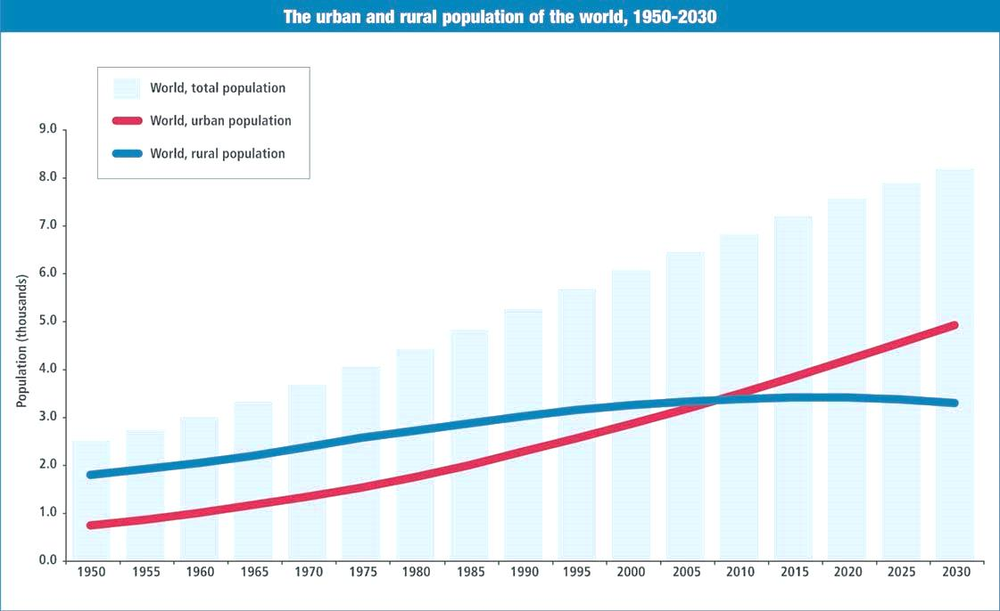 The urban and rural population of the world, 1950-2030
World, total population
World, urban population
World, rural population
Population (thousands)
9.0
8.0
7.0
6.0
5.0
4.0
3.0
2.0
1.0
0.0
1950 1955 1960 1965 1970 1975 1980 1985 1990 1995 2000 2005 2010 2015 2020 2025 2030